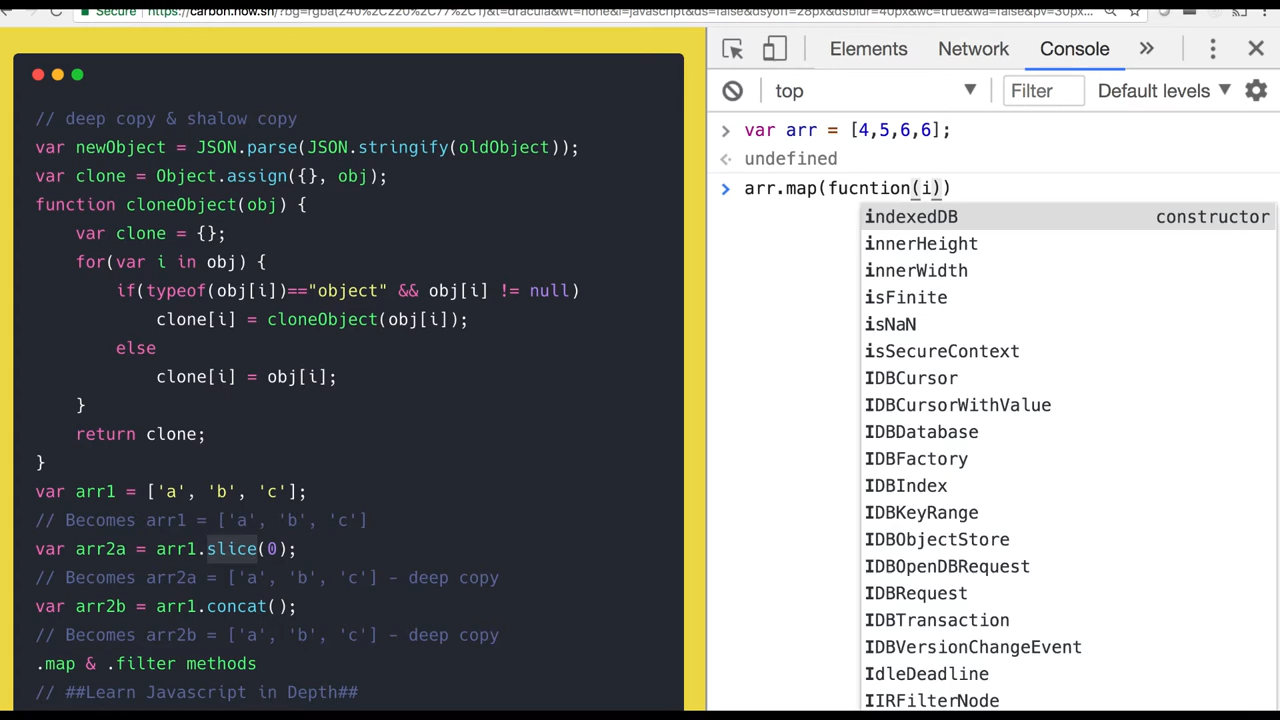 Secure https://carbon.now.sh/?bg=rgba(240%2C220%2C77%2C1)&t=dracula&wt=none&l=javascript&ds=false&dsyoff=28px&dsblur=40px&wc=true&wa=false&pv=30px...
Elements Network Console »
top Filter Default levels
// deep copy & shalow copy
var newObject = JSON.parse(JSON.stringify(oldObject));
var clone = Object.assign({}, obj);
function cloneObject(obj) {
var clone = {};
for(var i in obj) {
if(typeof(obj[i])=="object" && obj[i] != null)
clone[i] = cloneObject(obj[i]);
else
clone[i] = obj[i];
}
return clone;
}
var arr1 = ['a', 'b', 'c'];
// Becomes arr1 = ['a', 'b', 'c']
var arr2a = arr1.slice(0);
// Becomes arr2a = ['a', 'b', 'c'] - deep copy
var arr2b = arr1.concat();
// Becomes arr2b = ['a', 'b', 'c'] - deep copy
.map & .filter methods
// ##Learn Javascript in Depth##
> var arr = [4,5,6,6];
undefined
> arr.map(fucntion(i))
indexedDB constructor
innerHeight
innerWidth
isFinite
isNaN
isSecureContext
IDBCursor
IDBCursorWithValue
IDBDatabase
IDBFactory
IDBIndex
IDBKeyRange
IDBObjectStore
IDBOpenDBRequest
IDBRequest
IDBTransaction
IDBVersionChangeEvent
IdleDeadline
IIRFilterNode